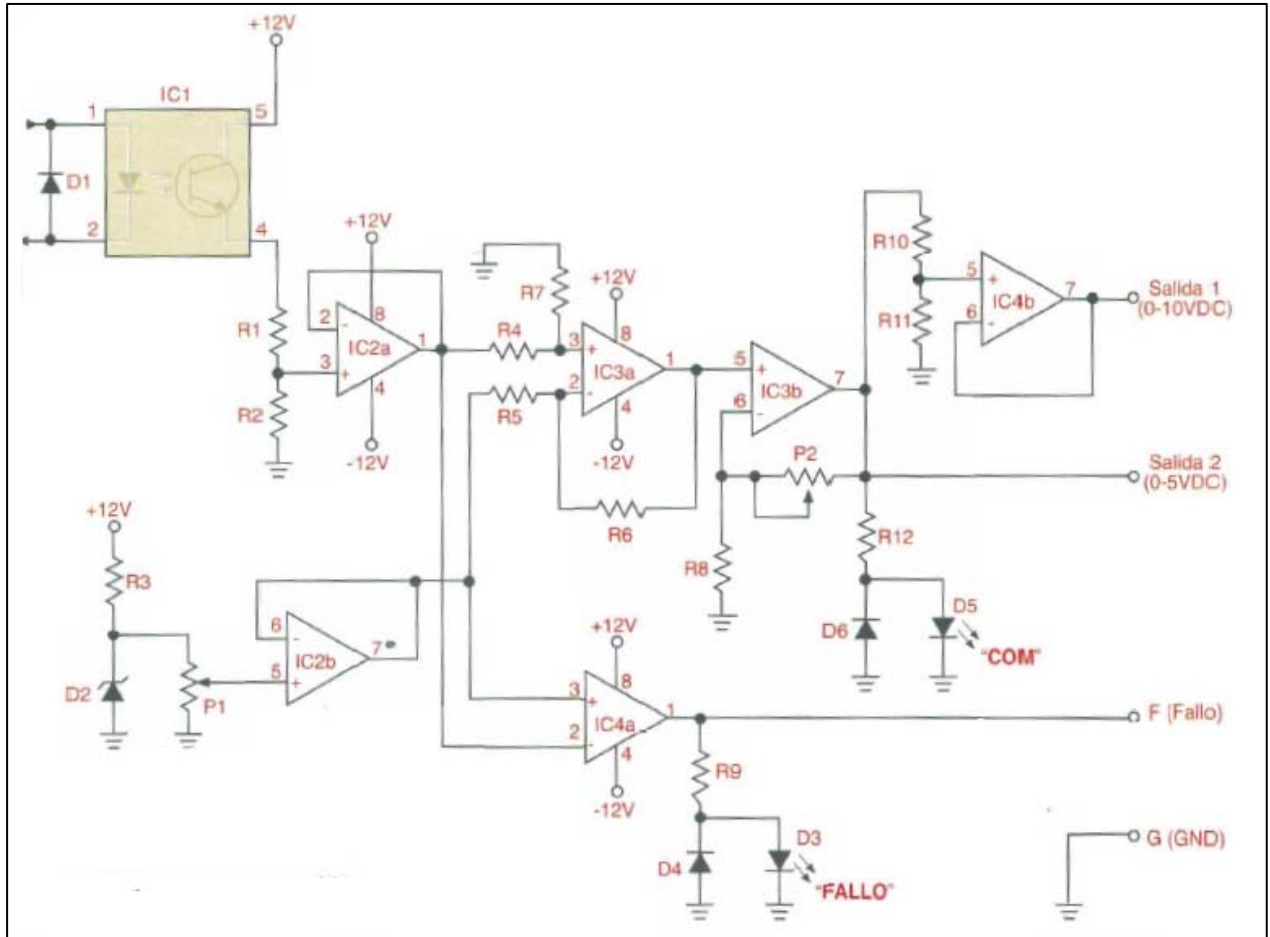 +12V
IC1
1
5
D1
2
4
+12V
R1
2
-
8
IC2a
1
3
+
4
R2
-12V
R7
+12V
R4
3
+
8
IC3a
1
R5
2
-
4
-12V
R6
5
+
IC3b
7
6
-
P2
R8
R10
R11
5
+
IC4b
7
6
-
Salida 1
(0-10VDC)
Salida 2
(0-5VDC)
R12
D6
D5
"COM"
+12V
R3
D2
P1
6
-
IC2b
7
5
+
+12V
3
+
8
IC4a
1
2
-
4
-12V
F (Fallo)
R9
D4
D3
"FALLO"
G (GND)